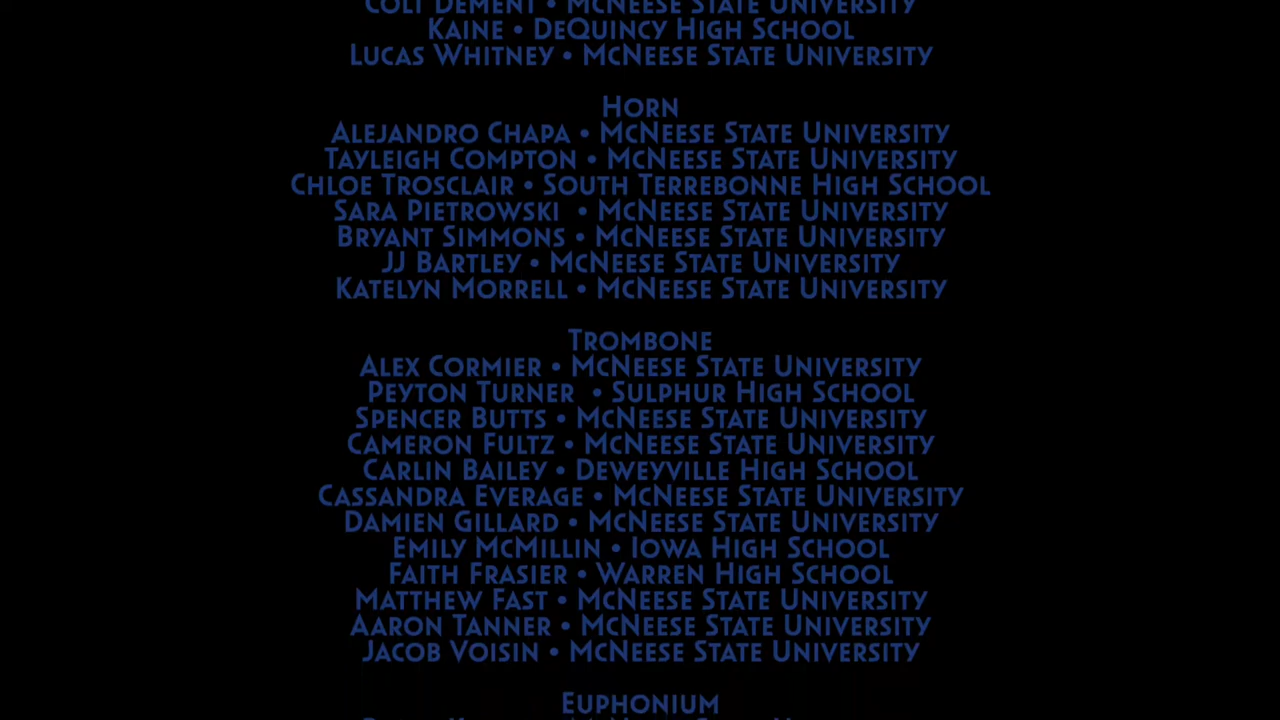 Colt Dement • McNeese State University
Kaine • DeQuincy High School
Lucas Whitney • McNeese State University
Horn
Alejandro Chapa • McNeese State University
Tayleigh Compton • McNeese State University
Chloe Trosclair • South Terrebonne High School
Sara Pietrowski • McNeese State University
Bryant Simmons • McNeese State University
JJ Bartley • McNeese State University
Katelyn Morrell • McNeese State University
Trombone
Alex Cormier • McNeese State University
Peyton Turner • Sulphur High School
Spencer Butts • McNeese State University
Cameron Fultz • McNeese State University
Carlin Bailey • Deweyville High School
Cassandra Everage • McNeese State University
Damien Gillard • McNeese State University
Emily McMillin • Iowa High School
Faith Frasier • Warren High School
Matthew Fast • McNeese State University
Aaron Tanner • McNeese State University
Jacob Voisin • McNeese State University
Euphonium